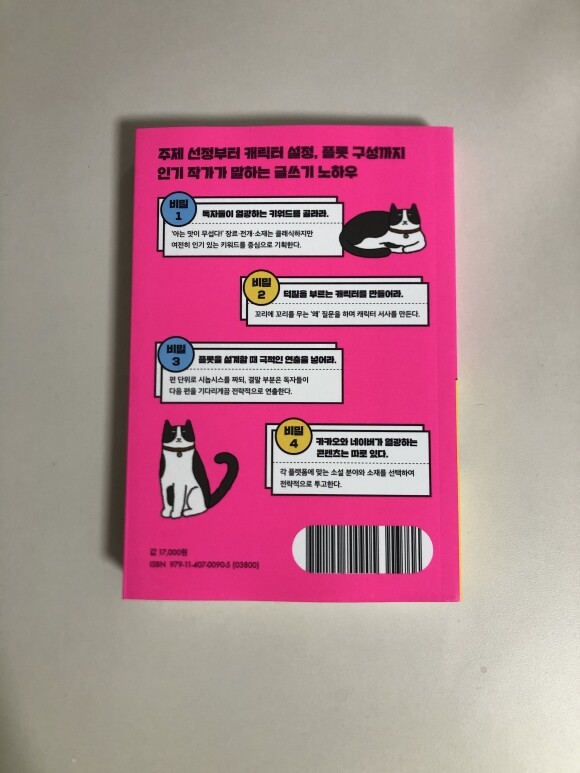 주제 선정부터 캐릭터 설정, 플롯 구성까지
인기 작가가 말하는 글쓰기 노하우
비밀
1
독자들이 열광하는 키워드를 골라라.
'아는 맛이 무섭다!' 장르·전개·소재는 클래식하지만
여전히 인기 있는 키워드를 중심으로 기획한다.
비밀
2
덕질을 부르는 캐릭터를 만들어라.
꼬리에 꼬리를 무는 '왜' 질문을 하며 캐릭터 서사를 만든다.
비밀
3
플롯을 설계할 때 극적인 연출을 넣어라.
편 단위로 시놉시스를 짜되, 결말 부분은 독자들이
다음 편을 기다리게끔 전략적으로 연출한다.
비밀
4
카카오와 네이버가 열광하는
콘텐츠는 따로 있다.
각 플랫폼에 맞는 소설 분야와 소재를 선택하여
전략적으로 투고한다.
값 17,000원
ISBN 979-11-407-0090-5 (03800)